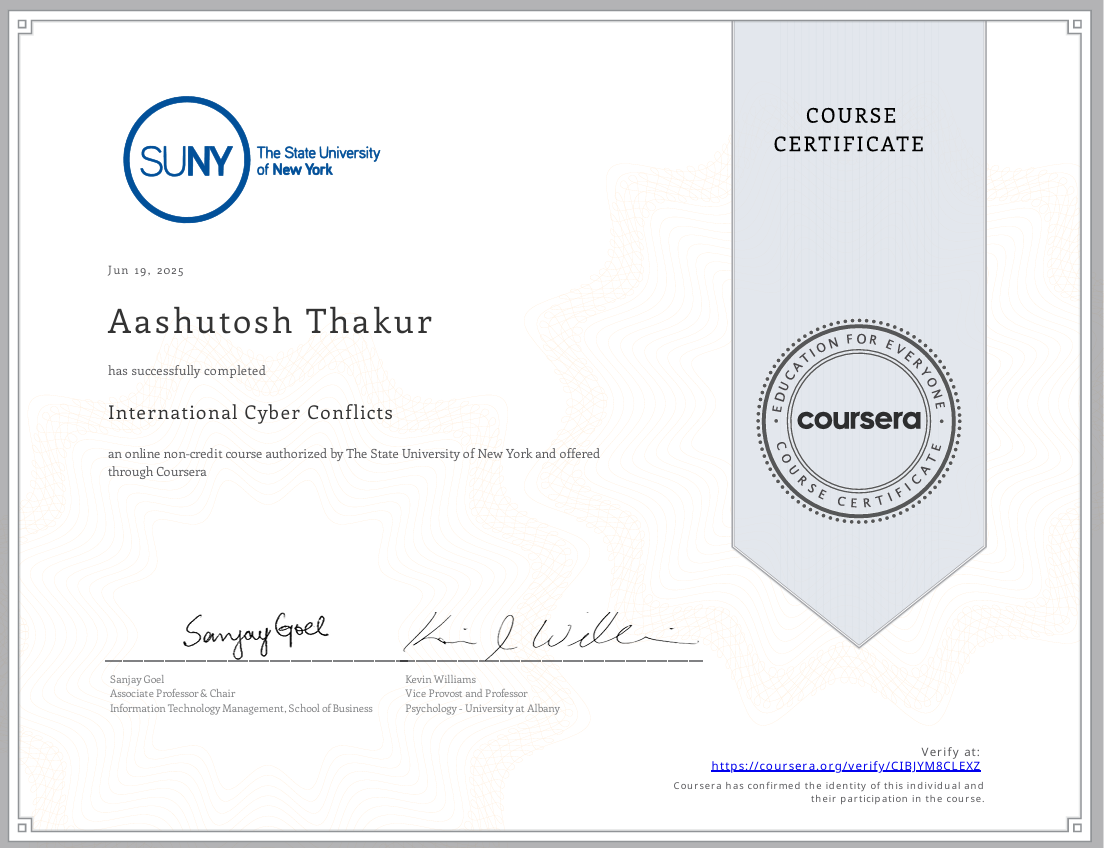 COURSE
CERTIFICATE
SUNY
The State University
of New York
Jun 19, 2025
Aashutosh Thakur
has successfully completed
International Cyber Conflicts
an online non-credit course authorized by The State University of New York and offered
through Coursera
EDUCATION FOR EVERYONE
coursera
COURSE CERTIFICATE
Sanjay Goel
Kevin J Williams
Sanjay Goel
Associate Professor & Chair
Information Technology Management, School of Business
Kevin Williams
Vice Provost and Professor
Psychology - University at Albany
Verify at:
https://coursera.org/verify/CIBJYM8CLEXZ
Coursera has confirmed the identity of this individual and
their participation in the course.